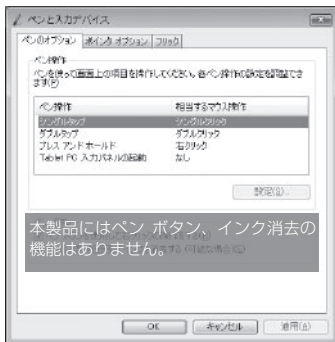 ペンと入力デバイス
ペンのオプション ポインタ オプション フリック
ペン操作
ペンを使って画面上の項目を操作してください。各ペン操作の設定を調整でき
ます(P)
ペン操作 相当するマウス操作
シングルタップ シングルクリック
ダブルタップ ダブルクリック
プレス アンド ホールド 右クリック
Tablet PC 入力パネルの起動 なし
設定(S)...
本製品にはペン ボタン、インク消去の
機能はありません。
OK キャンセル 適用(A)